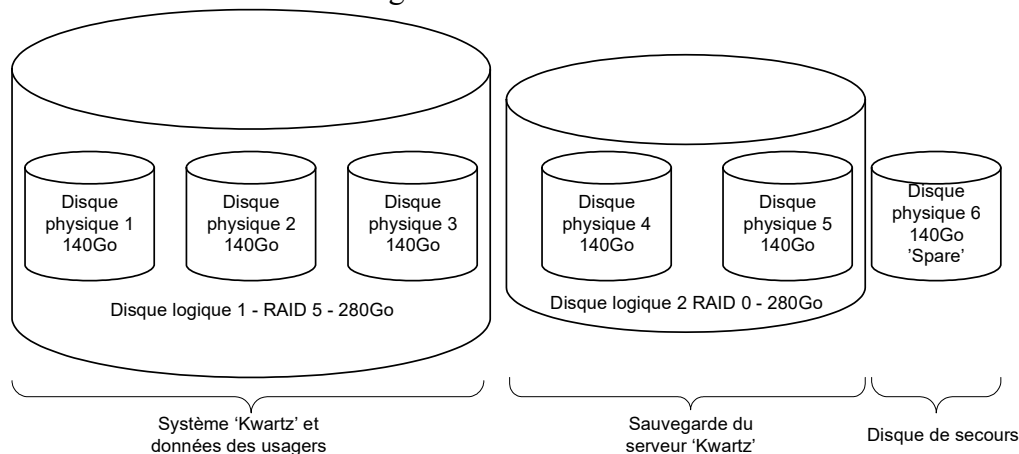 Disque
physique 1
140Go
Disque
physique 2
140Go
Disque
physique 3
140Go
Disque logique 1 - RAID 5 - 280Go
Disque
physique 4
140Go
Disque
physique 5
140Go
Disque logique 2 RAID 0 - 280Go
Disque
physique 6
140Go
’Spare’
Système ‘Kwartz’ et
données des usagers
Sauvegarde du
serveur ‘Kwartz’
Disque de secours